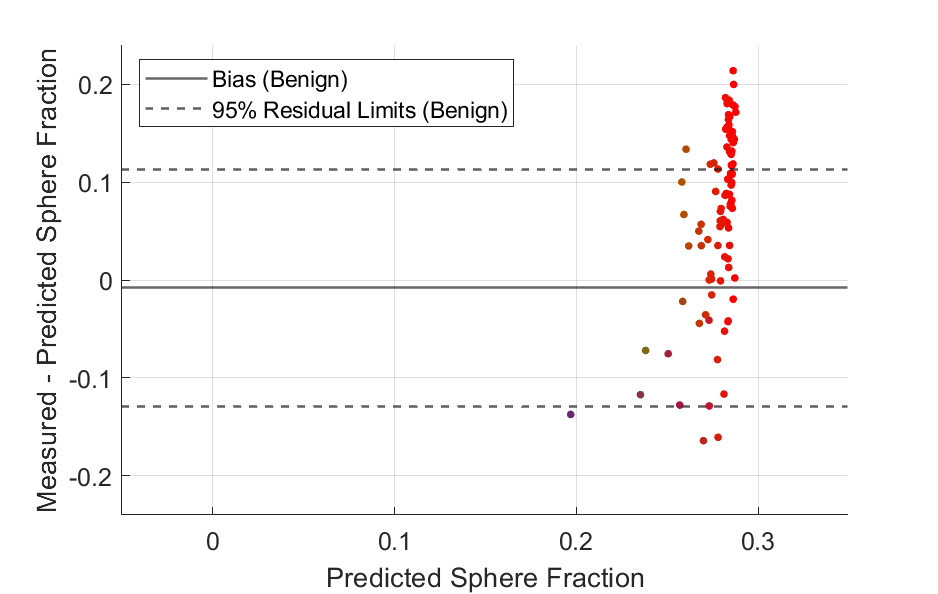 Bias (Benign)
95% Residual Limits (Benign)
Measured - Predicted Sphere Fraction
0.2
0.1
0
-0.1
-0.2
0
0.1
0.2
0.3
Predicted Sphere Fraction